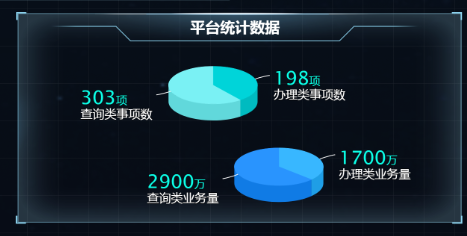 平台统计数据
198项
办理类事项数
303项
查询类事项数
1700万
办理类业务量
2900万
查询类业务量